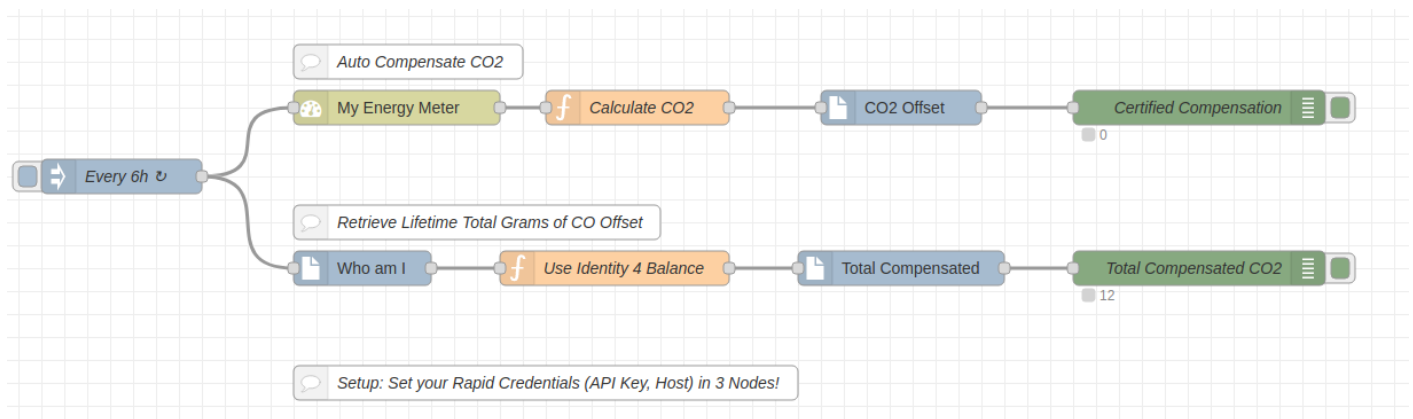 Auto Compensate CO2
My Energy Meter
Calculate CO2
CO2 Offset
Certified Compensation
0
Every 6h ↻
Retrieve Lifetime Total Grams of CO Offset
Who am I
Use Identity 4 Balance
Total Compensated
Total Compensated CO2
12
Setup: Set your Rapid Credentials (API Key, Host) in 3 Nodes!